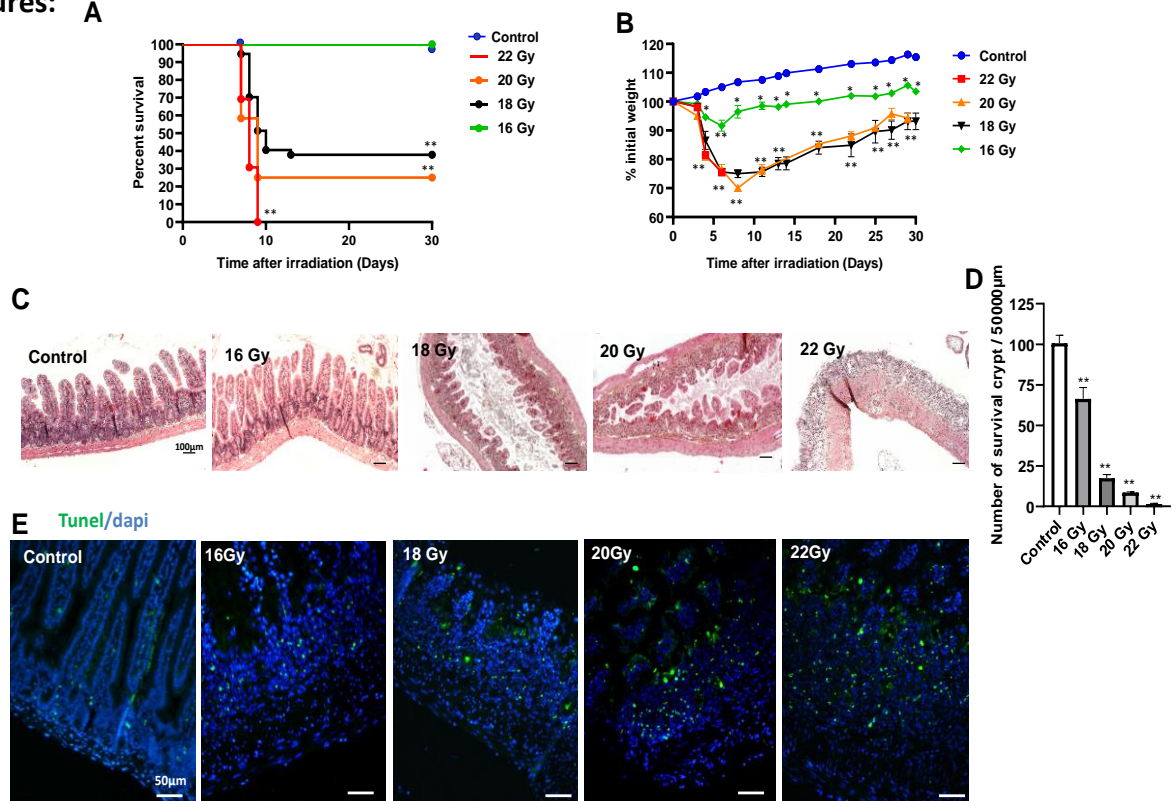 ures:
A
100
90
80
70
60
50
40
30
20
10
0
Percent survival
0 10 20 30
Time after irradiation (Days)
**
**
**
Control
22 Gy
20 Gy
18 Gy
16 Gy
B
120
110
100
90
80
70
60
% initial weight
0 5 10 15 20 25 30
Time after irradiation (Days)
* * * * * * * * * * * *
** ** ** ** ** ** ** ** ** **
Control
22 Gy
20 Gy
18 Gy
16 Gy
C
Control
100µm
16 Gy
18 Gy
20 Gy
22 Gy
D
Number of survival crypt / 50000µm
125
100
75
50
25
0
**
**
**
**
Control
16 Gy
18 Gy
20 Gy
22 Gy
E
Tunel/dapi
Control
50µm
16Gy
18 Gy
20Gy
22Gy